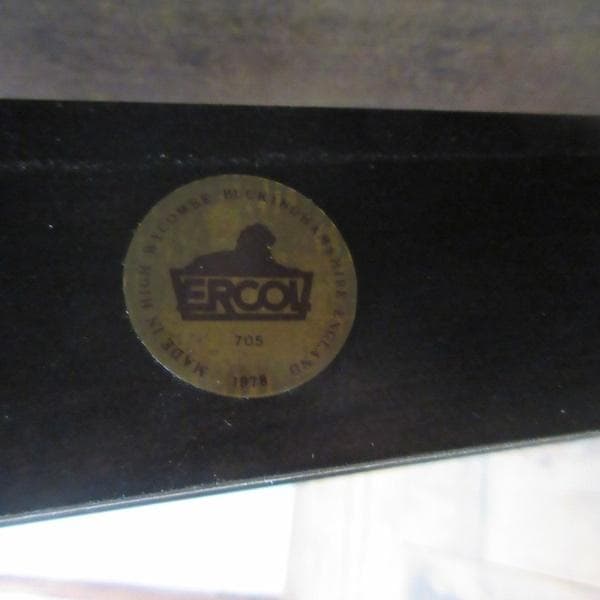 MADE IN HIGH WYCOMBE BUCKINGHAMSHIRE ENGLAND
ERCOL
705
1978